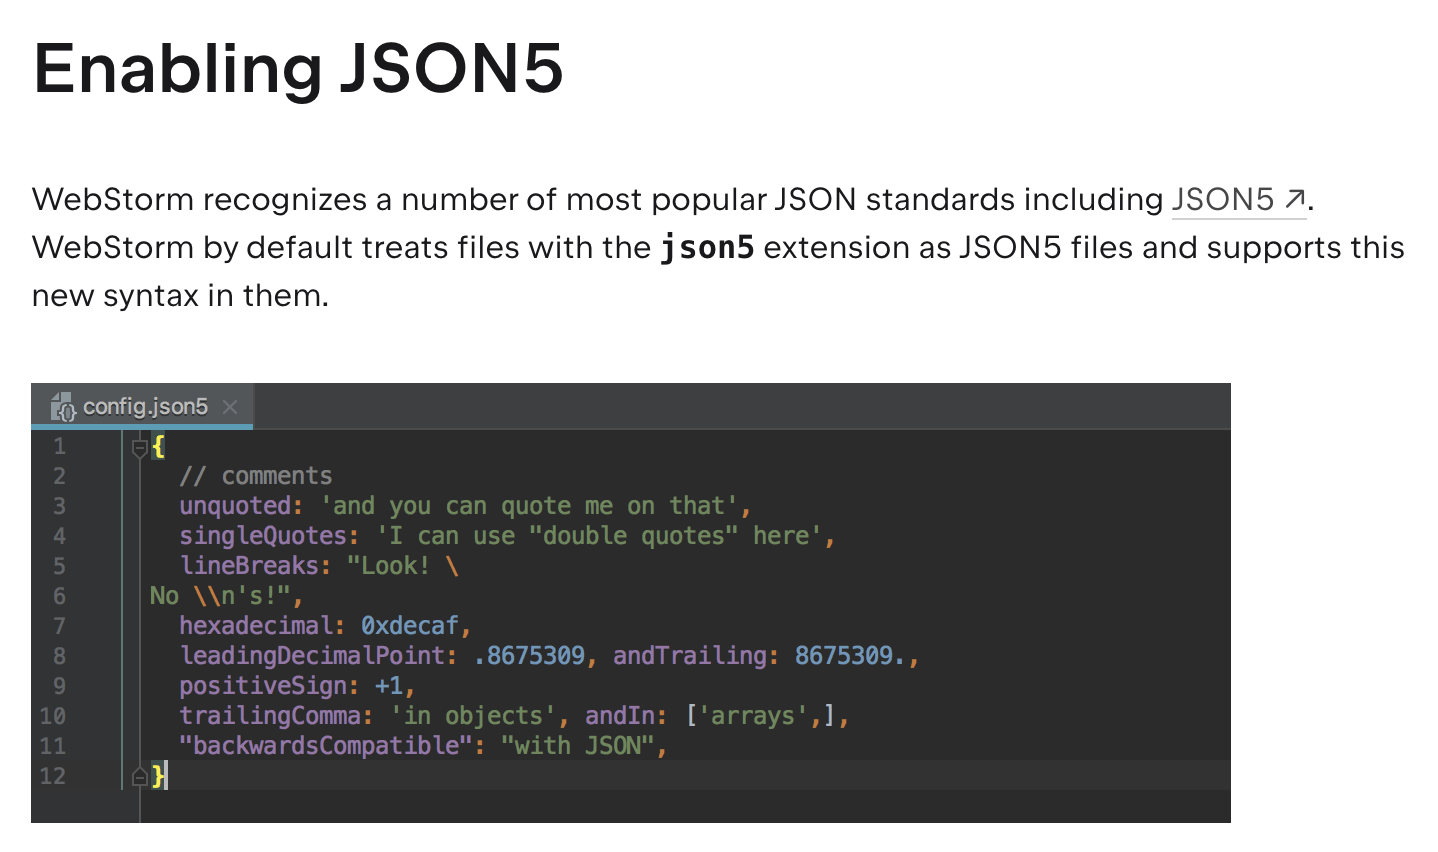 Enabling JSON5
WebStorm recognizes a number of most popular JSON standards including JSON5 ↗.
WebStorm by default treats files with the json5 extension as JSON5 files and supports this
new syntax in them.
config.json5
1 {
2 // comments
3 unquoted: 'and you can quote me on that',
4 singleQuotes: 'I can use "double quotes" here',
5 lineBreaks: "Look! \
6 No \\n's!",
7 hexadecimal: 0xdecaf,
8 leadingDecimalPoint: .8675309, andTrailing: 8675309.,
9 positiveSign: +1,
10 trailingComma: 'in objects', andIn: ['arrays',],
11 "backwardsCompatible": "with JSON",
12 }